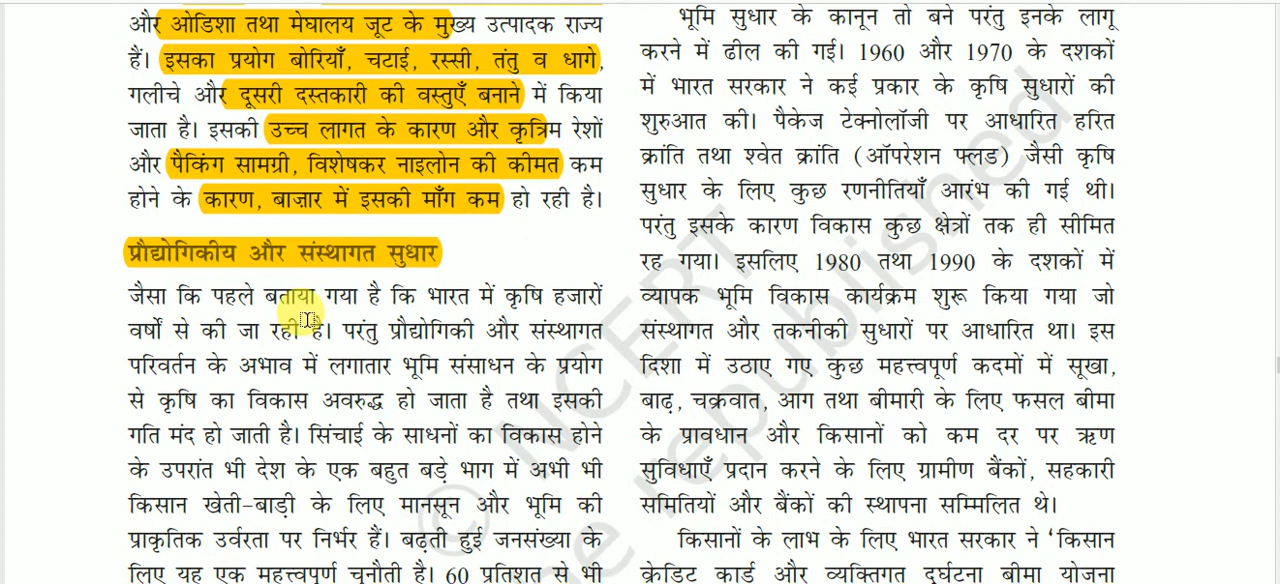 और ओडिशा तथा मेघालय जूट के मुख्य उत्पादक राज्य
हैं। इसका प्रयोग बोरियाँ, चटाई, रस्सी, तंतु व धागे,
गलीचे और दूसरी दस्तकारी की वस्तुएँ बनाने में किया
जाता है। इसकी उच्च लागत के कारण और कृत्रिम रेशों
और पैकिंग सामग्री, विशेषकर नाइलोन की कीमत कम
होने के कारण, बाजार में इसकी माँग कम हो रही है।
प्रौद्योगिकीय और संस्थागत सुधार
जैसा कि पहले बताया गया है कि भारत में कृषि हजारों
वर्षों से की जा रही है। परंतु प्रौद्योगिकी और संस्थागत
परिवर्तन के अभाव में लगातार भूमि संसाधन के प्रयोग
से कृषि का विकास अवरुद्ध हो जाता है तथा इसकी
गति मंद हो जाती है। सिंचाई के साधनों का विकास होने
के उपरांत भी देश के एक बहुत बड़े भाग में अभी भी
किसान खेती-बाड़ी के लिए मानसून और भूमि की
प्राकृतिक उर्वरता पर निर्भर हैं। बढ़ती हुई जनसंख्या के
लिए यह एक महत्त्वपूर्ण चुनौती है। 60 प्रतिशत से भी
भूमि सुधार के कानून तो बने परंतु इनके लागू
करने में ढील की गई। 1960 और 1970 के दशकों
में भारत सरकार ने कई प्रकार के कृषि सुधारों की
शुरुआत की। पैकेज टेक्नोलॉजी पर आधारित हरित
क्रांति तथा श्वेत क्रांति (ऑपरेशन फ्लड) जैसी कृषि
सुधार के लिए कुछ रणनीतियाँ आरंभ की गई थी।
परंतु इसके कारण विकास कुछ क्षेत्रों तक ही सीमित
रह गया। इसलिए 1980 तथा 1990 के दशकों में
व्यापक भूमि विकास कार्यक्रम शुरू किया गया जो
संस्थागत और तकनीकी सुधारों पर आधारित था। इस
दिशा में उठाए गए कुछ महत्त्वपूर्ण कदमों में सूखा,
बाढ़, चक्रवात, आग तथा बीमारी के लिए फसल बीमा
के प्रावधान और किसानों को कम दर पर ऋण
सुविधाएँ प्रदान करने के लिए ग्रामीण बैंकों, सहकारी
समितियों और बैंकों की स्थापना सम्मिलित थे।
किसानों के लाभ के लिए भारत सरकार ने ‘किसान
क्रेडिट कार्ड और व्यक्तिगत दुर्घटना बीमा योजना
© NCERT
be republished